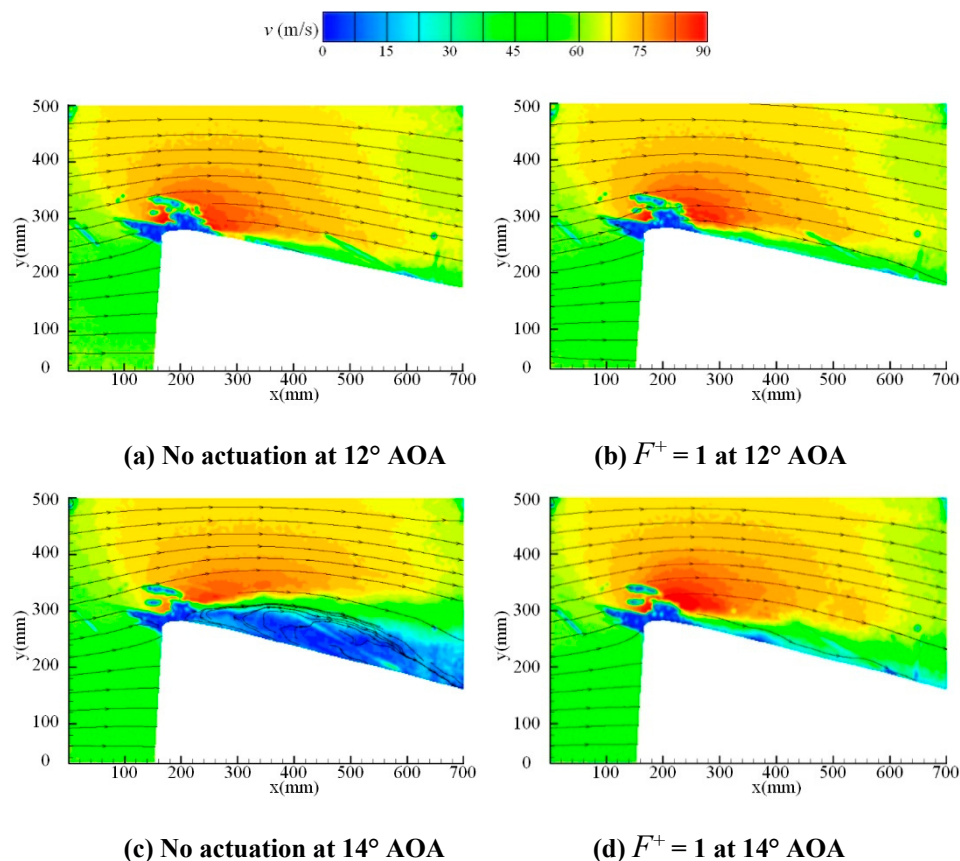 v (m/s)
0 15 30 45 60 75 90
500
400
300
200
100
0
y(mm)
100 200 300 400 500 600 700
x(mm)
500
400
300
200
100
0
y(mm)
100 200 300 400 500 600 700
x(mm)
(a) No actuation at 12° AOA
(b) F⁺ = 1 at 12° AOA
500
400
300
200
100
0
y(mm)
100 200 300 400 500 600 700
x(mm)
500
400
300
200
100
0
y(mm)
100 200 300 400 500 600 700
x(mm)
(c) No actuation at 14° AOA
(d) F⁺ = 1 at 14° AOA